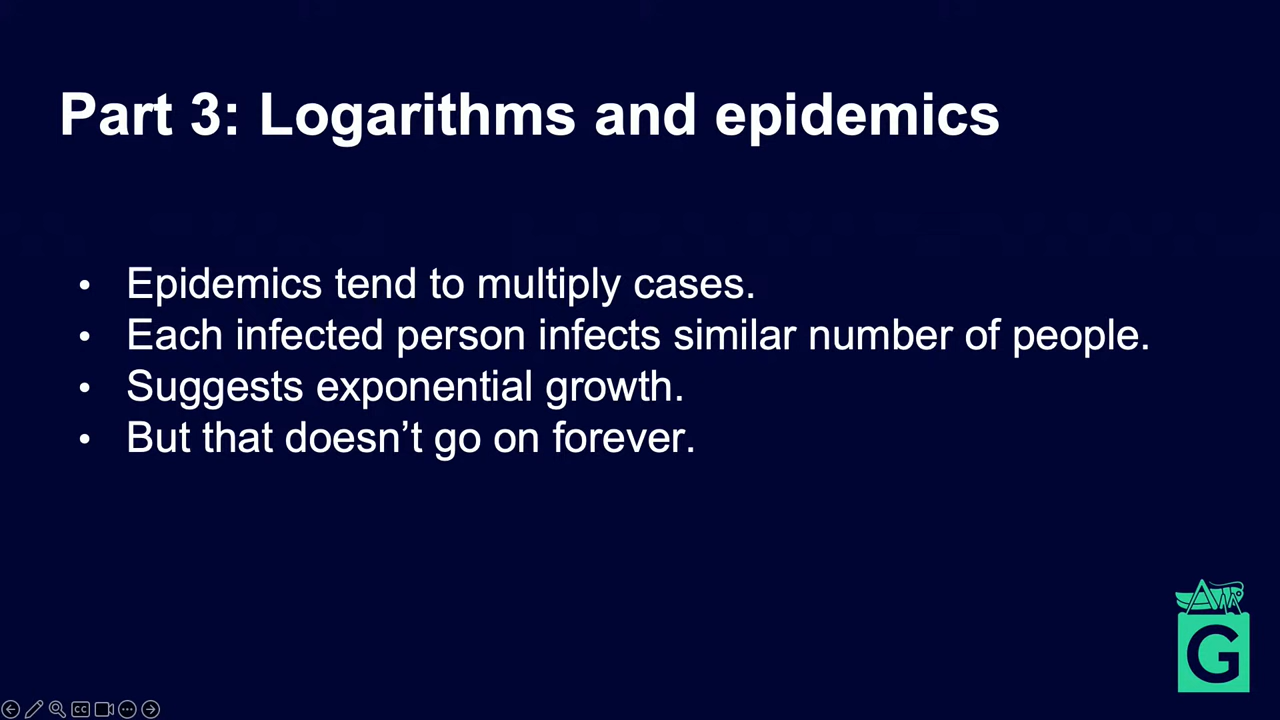 Part 3: Logarithms and epidemics
• Epidemics tend to multiply cases.
• Each infected person infects similar number of people.
• Suggests exponential growth.
• But that doesn’t go on forever.
G
CC